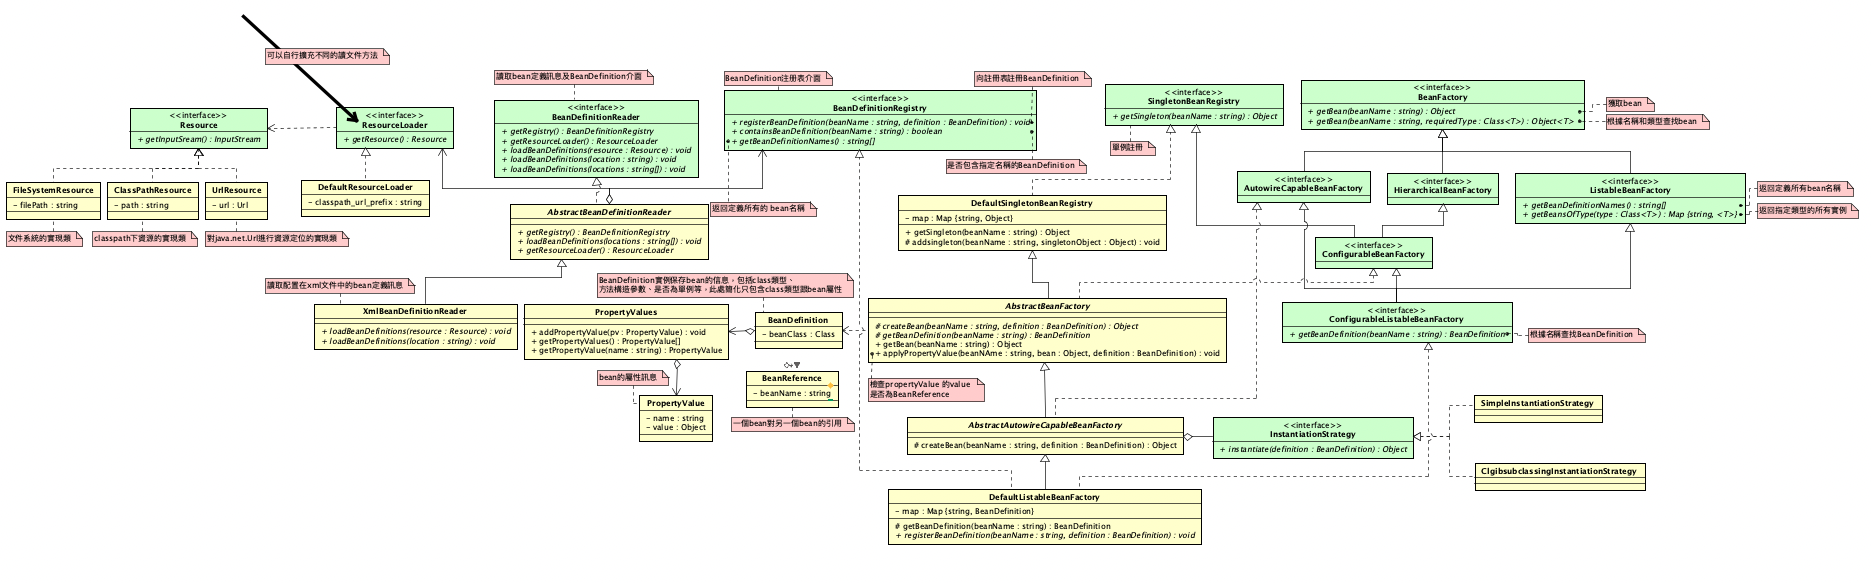 可以自行擴充不同的讀文件方法
<<interface>>
Resource
+ getInputSream() : InputStream
<<interface>>
ResourceLoader
+ getResource() : Resource
FileSystemResource
- filePath : string
文件系統的實現類
ClassPathResource
- path : string
classpath下資源的實現類
UrlResource
- url : Url
對java.net.Url進行資源定位的實現類
DefaultResourceLoader
- classpath_url_prefix : string
讀取bean定義訊息及BeanDefinition介面
<<interface>>
BeanDefinitionReader
+ getRegistry() : BeanDefinitionRegistry
+ getResourceLoader() : ResourceLoader
+ loadBeanDefinitions(resource : Resource) : void
+ loadBeanDefinitions(location : string) : void
+ loadBeanDefinitions(locations : string[]) : void
AbstractBeanDefinitionReader
+ getRegistry() : BeanDefinitionRegistry
+ loadBeanDefinitions(locations : string[]) : void
+ getResourceLoader() : ResourceLoader
讀取配置在xml文件中的bean定義訊息
XmlBeanDefinitionReader
+ loadBeanDefinitions(resource : Resource) : void
+ loadBeanDefinitions(location : string) : void
BeanDefinition注册表介面
<<interface>>
BeanDefinitionRegistry
+ registerBeanDefinition(beanName : string, definition : BeanDefinition) : void
+ containsBeanDefinition(beanName : string) : boolean
+ getBeanDefinitionNames() : string[]
向註冊表註冊BeanDefinition
是否包含指定名稱的BeanDefinition
返回定義所有的 bean名稱
BeanDefinition實例保存bean的信息，包括class類型、
方法構造參數、是否為單例等，此處簡化只包含class類型跟bean屬性
PropertyValues
+ addPropertyValue(pv : PropertyValue) : void
+ getPropertyValues() : PropertyValue[]
+ getPropertyValue(name : string) : PropertyValue
BeanDefinition
- beanClass : Class
bean的屬性訊息
PropertyValue
- name : string
- value : Object
BeanReference
- beanName : string
一個bean對另一個bean的引用
<<interface>>
SingletonBeanRegistry
+ getSingleton(beanName : string) : Object
單例註冊
DefaultSingletonBeanRegistry
- map : Map {string, Object}
+ getSingleton(beanName : string) : Object
# addsingleton(beanName : string, singletonObject : Object) : void
AbstractBeanFactory
# createBean(beanName : string, definition : BeanDefinition) : Object
# getBeanDefinition(beanName : string) : BeanDefinition
+ getBean(beanName : string) : Object
+ applyPropertyValue(beanNAme : string, bean : Object, definition : BeanDefinition) : void
檢查propertyValue 的value
是否為BeanReference
AbstractAutowireCapableBeanFactory
# createBean(beanName : string, definition : BeanDefinition) : Object
DefaultListableBeanFactory
- map : Map {string, BeanDefinition}
# getBeanDefinition(beanName : string) : BeanDefinition
+ registerBeanDefinition(beanName : string, definition : BeanDefinition) : void
<<interface>>
BeanFactory
+ getBean(beanName : string) : Object
+ getBean(beanName : string, requiredType : Class<T>) : Object<T>
獲取bean
根據名稱和類型查找bean
<<interface>>
AutowireCapableBeanFactory
<<interface>>
HierarchicalBeanFactory
<<interface>>
ListableBeanFactory
+ getBeanDefinitionNames() : string[]
+ getBeansOfType(type : Class<T>) : Map {string, <T>}
返回定義所有bean名稱
返回指定類型的所有實例
<<interface>>
ConfigurableBeanFactory
<<interface>>
ConfigurableListableBeanFactory
+ getBeanDefinition(beanName : string) : BeanDefinition
根據名稱查找BeanDefinition
<<interface>>
InstantiationStrategy
+ instantiate(definition : BeanDefinition) : Object
SimpleInstantiationStrategy
ClgibsubclassingInstantiationStrategy